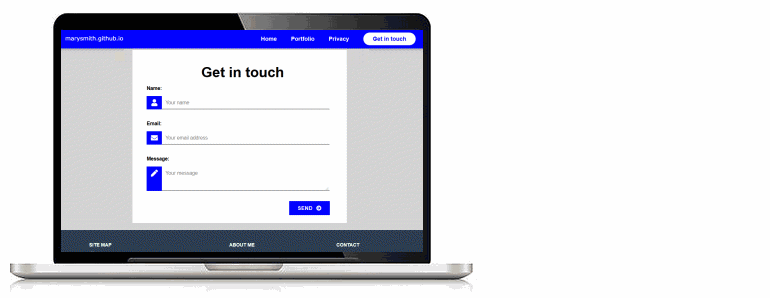 marysmith.github.io
Home Portfolio Privacy Get in touch
Get in touch
Name:
Your name
Email:
Your email address
Message:
Your message
SEND
SITE MAP ABOUT ME CONTACT